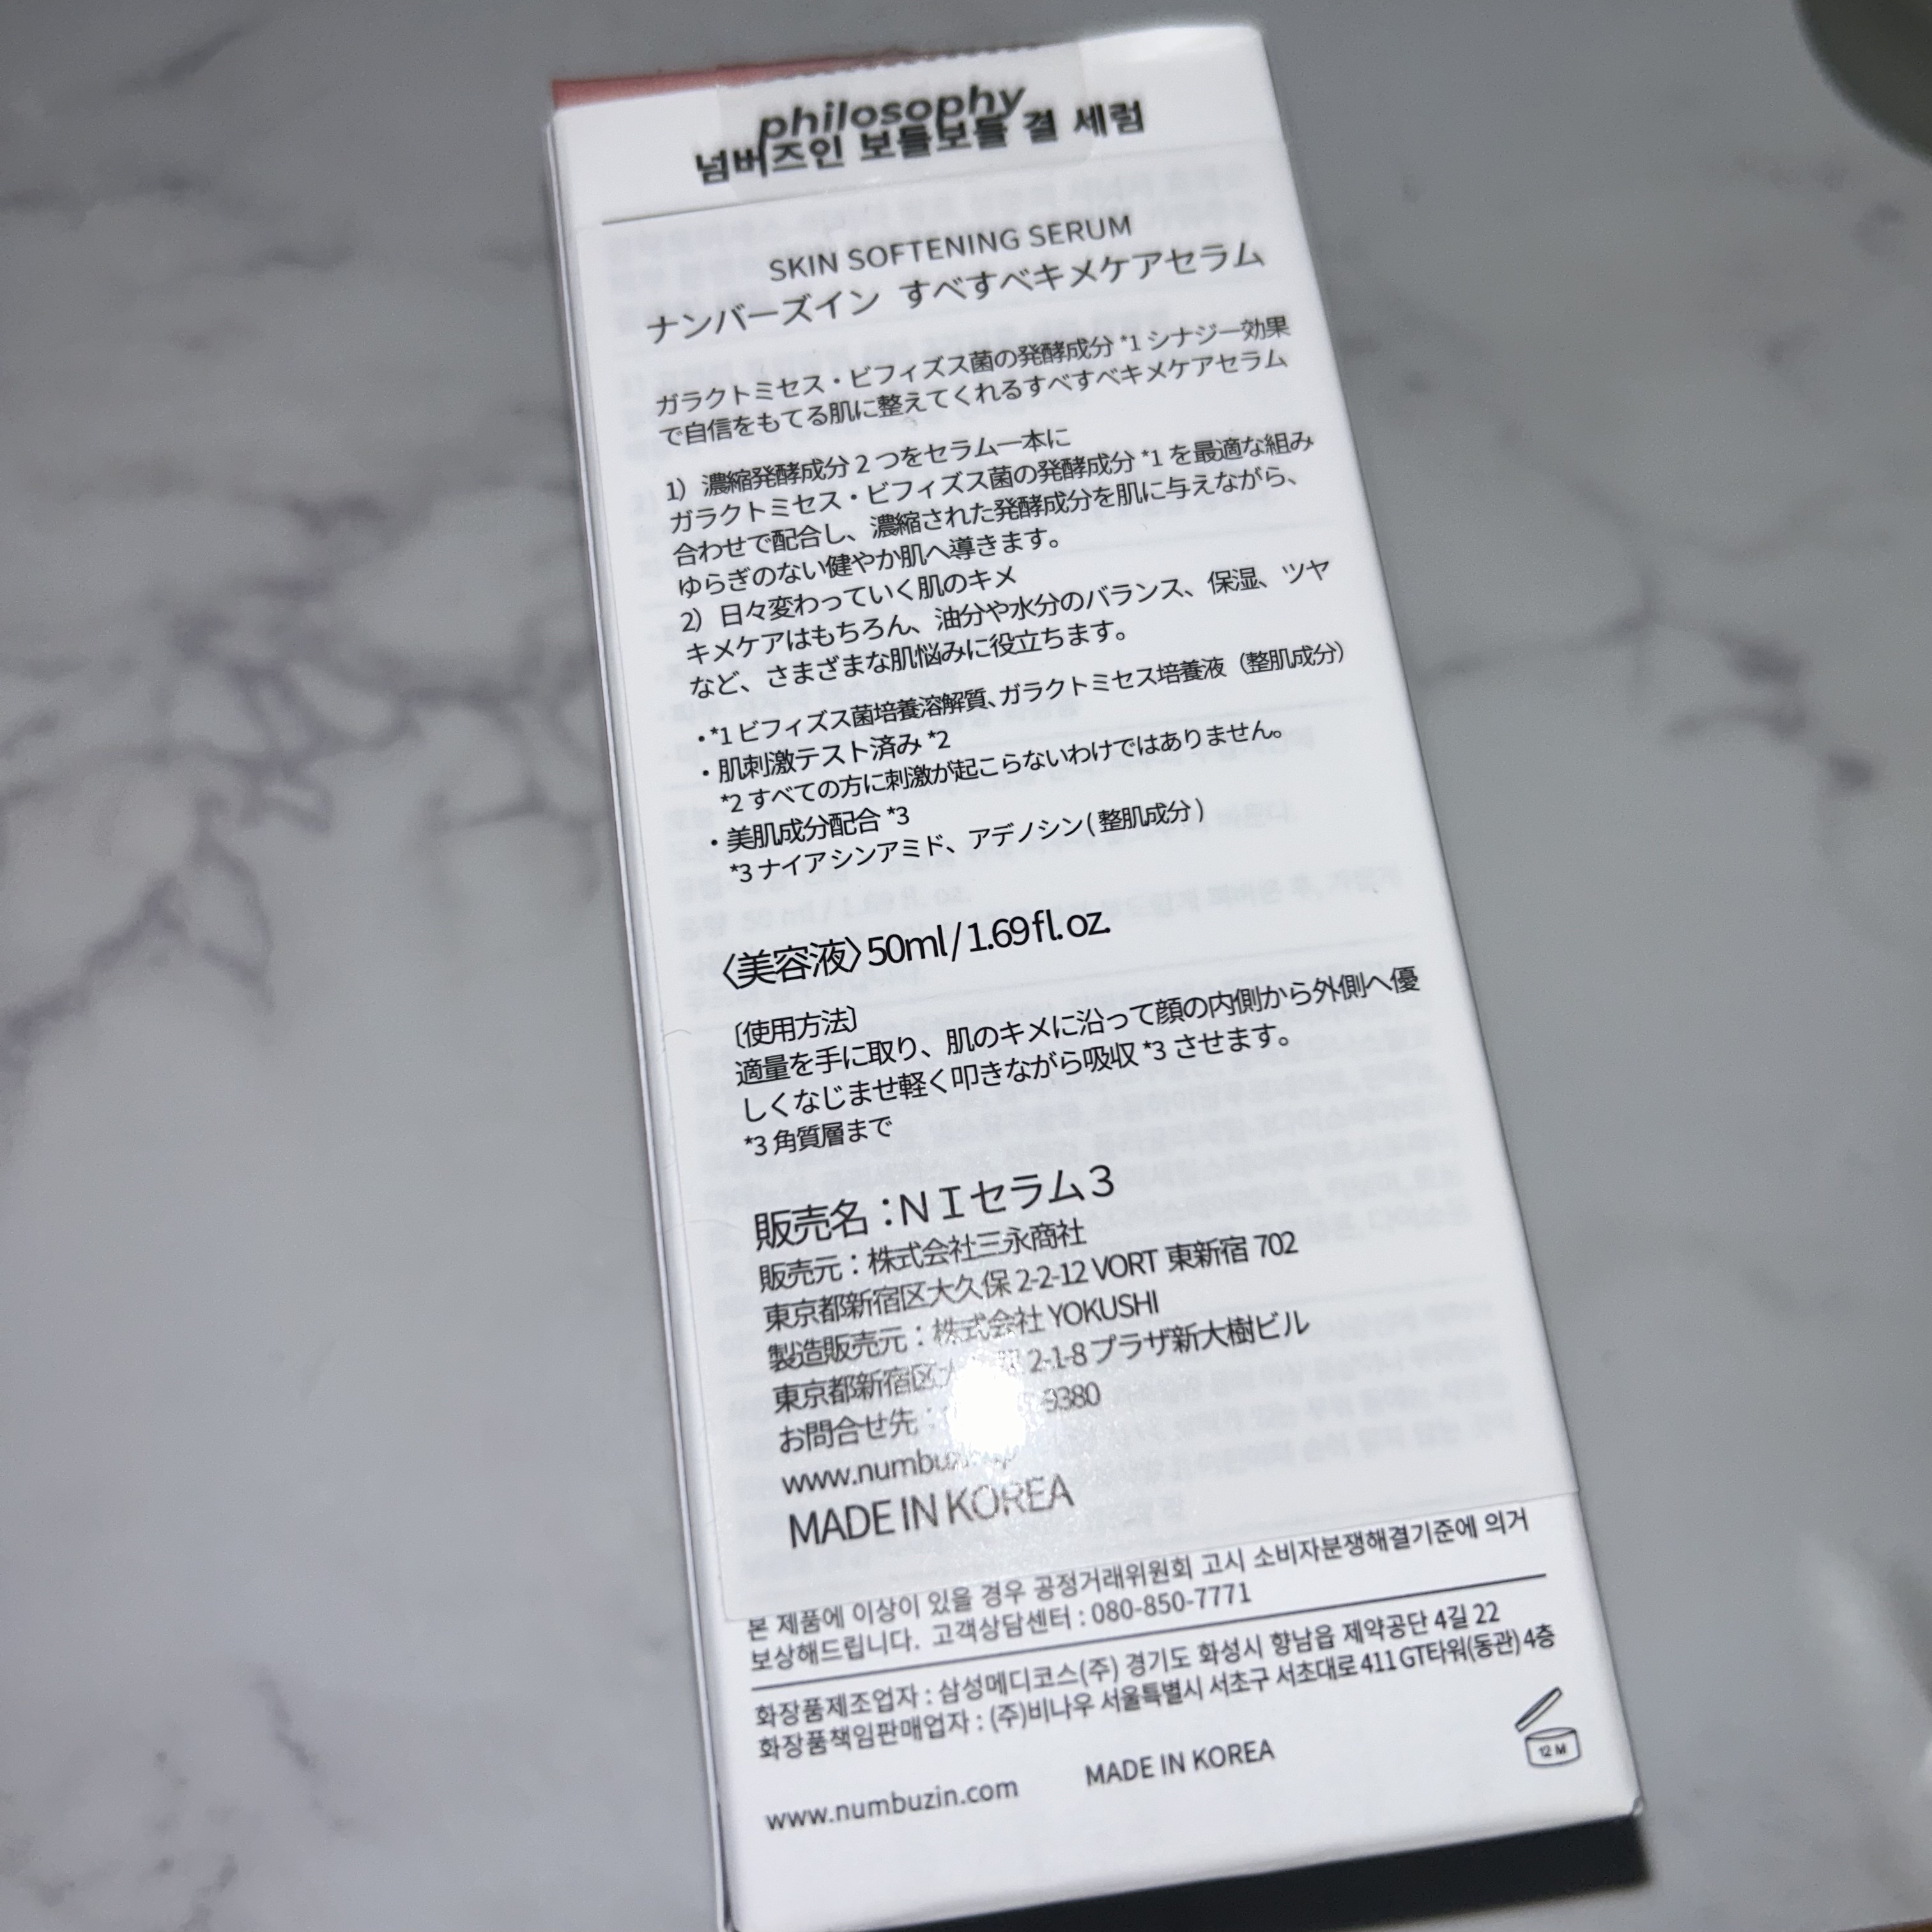 philosophy
넘버즈인 보들보들 결 세럼
SKIN SOFTENING SERUM
ナンバーズイン すべすべキメケアセラム
ガラクトミセス・ビフィズス菌の発酵成分 *1 シナジー効果
で自信をもてる肌に整えてくれるすべすべキメケアセラム
1）濃縮発酵成分 2 つをセラム一本に
ガラクトミセス・ビフィズス菌の発酵成分 *1 を最適な組み
合わせで配合し、濃縮された発酵成分を肌に与えながら、
ゆらぎのない健やか肌へ導きます。
2）日々変わっていく肌のキメ
キメケアはもちろん、油分や水分のバランス、保湿、ツヤ
など、さまざまな肌悩みに役立ちます。
・*1 ビフィズス菌培養溶解質、ガラクトミセス培養液（整肌成分）
・肌刺激テスト済み *2
*2 すべての方に刺激が起こらないわけではありません。
・美肌成分配合 *3
*3 ナイアシンアミド、アデノシン( 整肌成分 )
〈美容液〉50ml / 1.69 fl. oz.
〔使用方法〕
適量を手に取り、肌のキメに沿って顔の内側から外側へ優
しくなじませ軽く叩きながら吸収 *3 させます。
*3 角質層まで
販売名：ＮＩセラム３
販売元：株式会社三永商社
東京都新宿区大久保 2-2-12 VORT 東新宿 702
製造販売元：株式会社 YOKUSHI
東京都新宿区大 2-1-8 プラザ新大樹ビル
お問合せ先： -9380
MADE IN KOREA
본 제품에 이상이 있을 경우 공정거래위원회 고시 소비자분쟁해결기준에 의거
보상해드립니다. 고객상담센터 : 080-850-7771
화장품제조업자 : 삼성메디코스(주) 경기도 화성시 향남읍 제약공단 4길 22
화장품책임판매업자 : (주)비나우 서울특별시 서초구 서초대로 411 GT타워(동관) 4층
12 M
www.numbuzin.com MADE IN KOREA